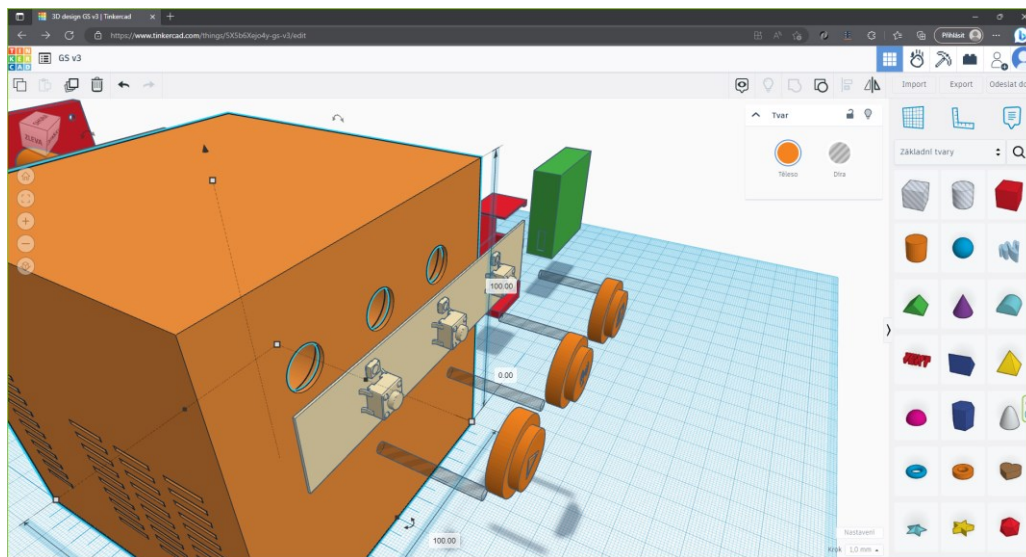 3D design GS v3 | Tinkercad
https://www.tinkercad.com/things/5X5b6Xejo4y-gs-v3/edit
Přihlásit
TIN
KER
CAD
GS v3
Import
Export
Odeslat do
Tvar
Těleso
Díra
Základní tvary
ZLEVA
TEXT
100.00
0.00
100.00
Nastavení
Krok 1,0 mm